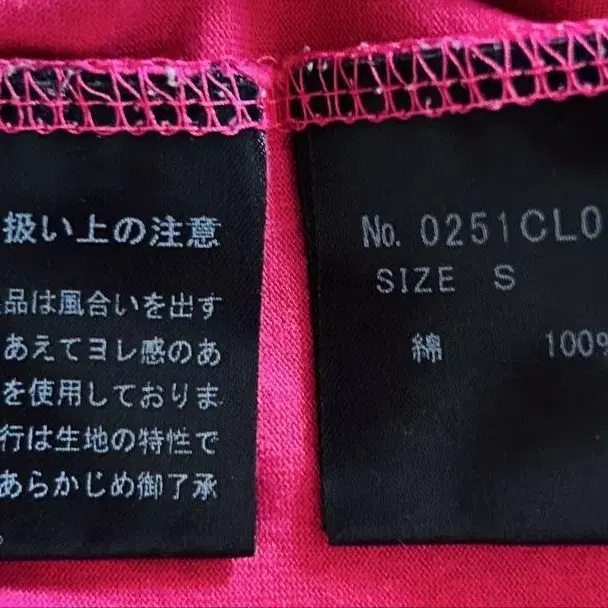 扱い上の注意
品は風合いを出す
あえてヨレ感のあ
を使用しておりま
行は生地の特性で
あらかじめ御了承
No. 0251CL0
SIZE S
綿 100%